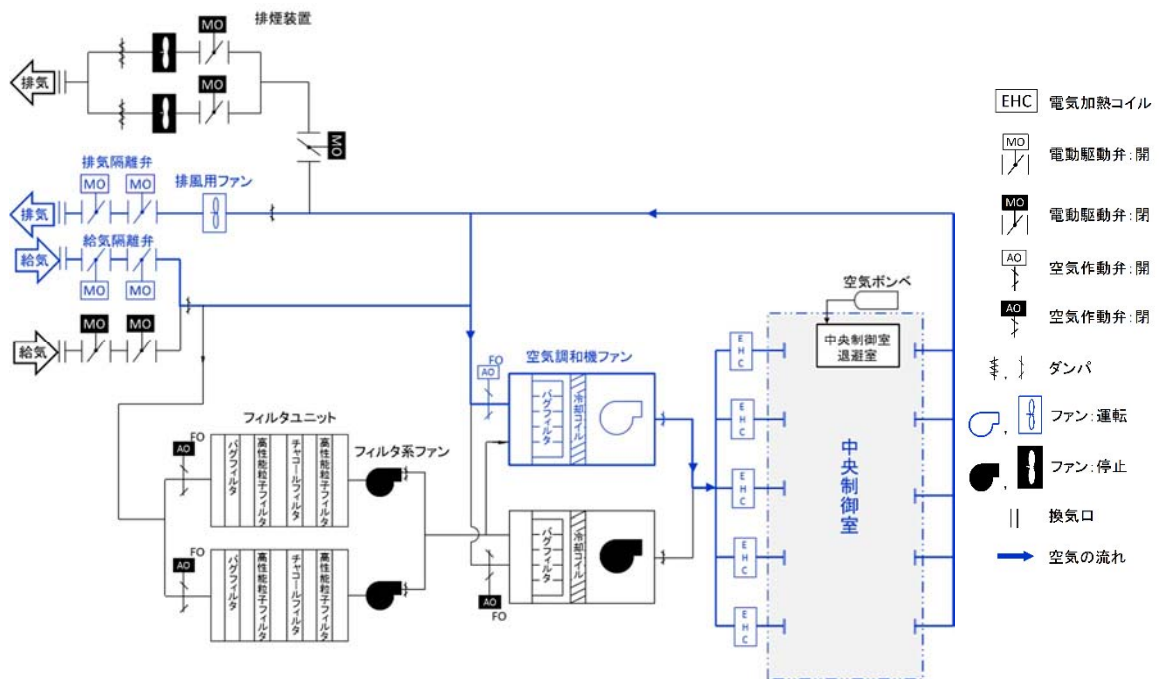 排煙装置
MO
MO
排気
MO
排気隔離弁
MO
MO
排風用ファン
排気
給気隔離弁
給気
MO
MO
MO
MO
給気
空気ボンベ
中央制御室
退避室
空気調和機ファン
FO
AO
バグフィルタ
冷却コイル
EHC
EHC
EHC
EHC
EHC
中央制御室
フィルタユニット
フィルタ系ファン
FO
AO
バグフィルタ
高性能粒子フィルタ
チャコールフィルタ
高性能粒子フィルタ
FO
AO
バグフィルタ
高性能粒子フィルタ
チャコールフィルタ
高性能粒子フィルタ
バグフィルタ
冷却コイル
AO
FO
EHC 電気加熱コイル
MO 電動駆動弁:開
MO 電動駆動弁:閉
AO 空気作動弁:開
AO 空気作動弁:閉
, ダンパ
, ファン:運転
, ファン:停止
換気口
空気の流れ